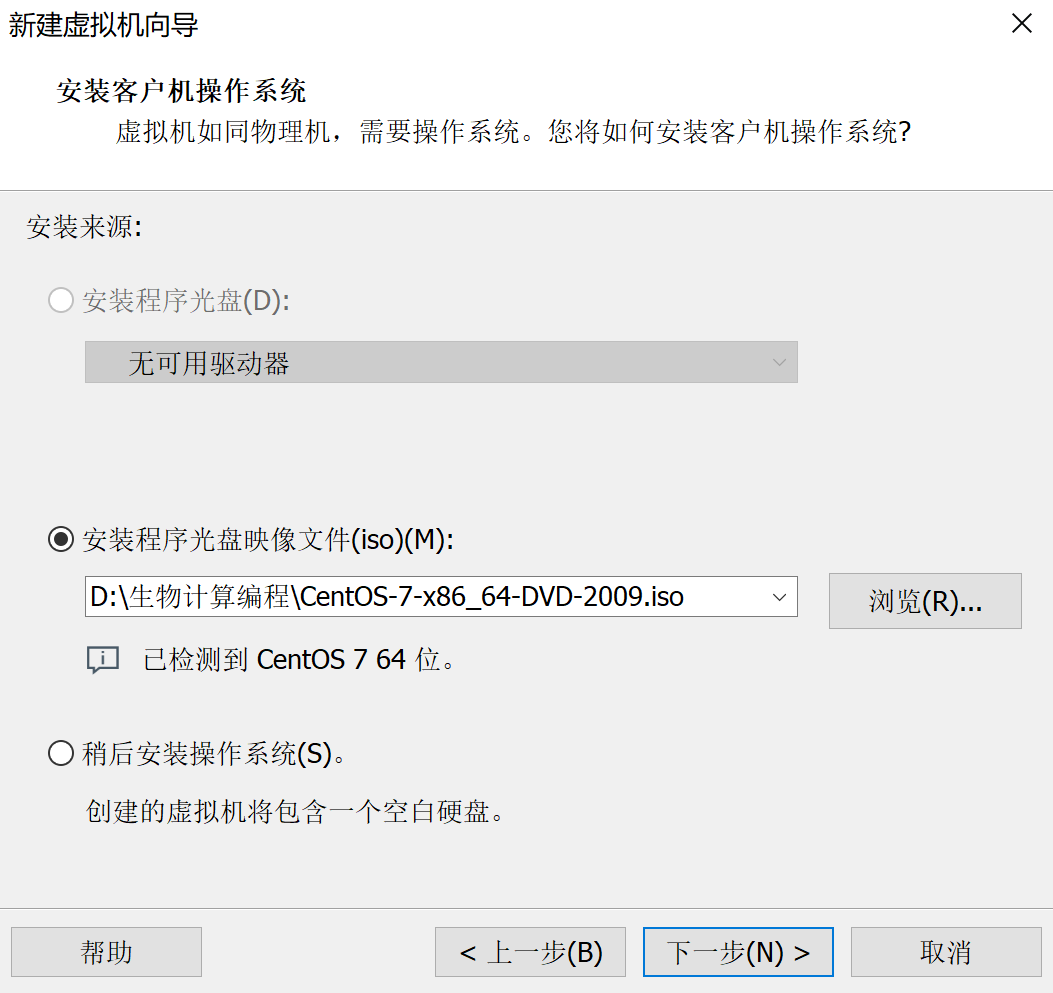 新建虚拟机向导
安装客户机操作系统
虚拟机如同物理机，需要操作系统。您将如何安装客户机操作系统?
安装来源:
安装程序光盘(D):
无可用驱动器
安装程序光盘映像文件(iso)(M):
D:\生物计算编程\CentOS-7-x86_64-DVD-2009.iso
浏览(R)...
已检测到 CentOS 7 64 位。
稍后安装操作系统(S)。
创建的虚拟机将包含一个空白硬盘。
帮助
< 上一步(B)
下一步(N) >
取消